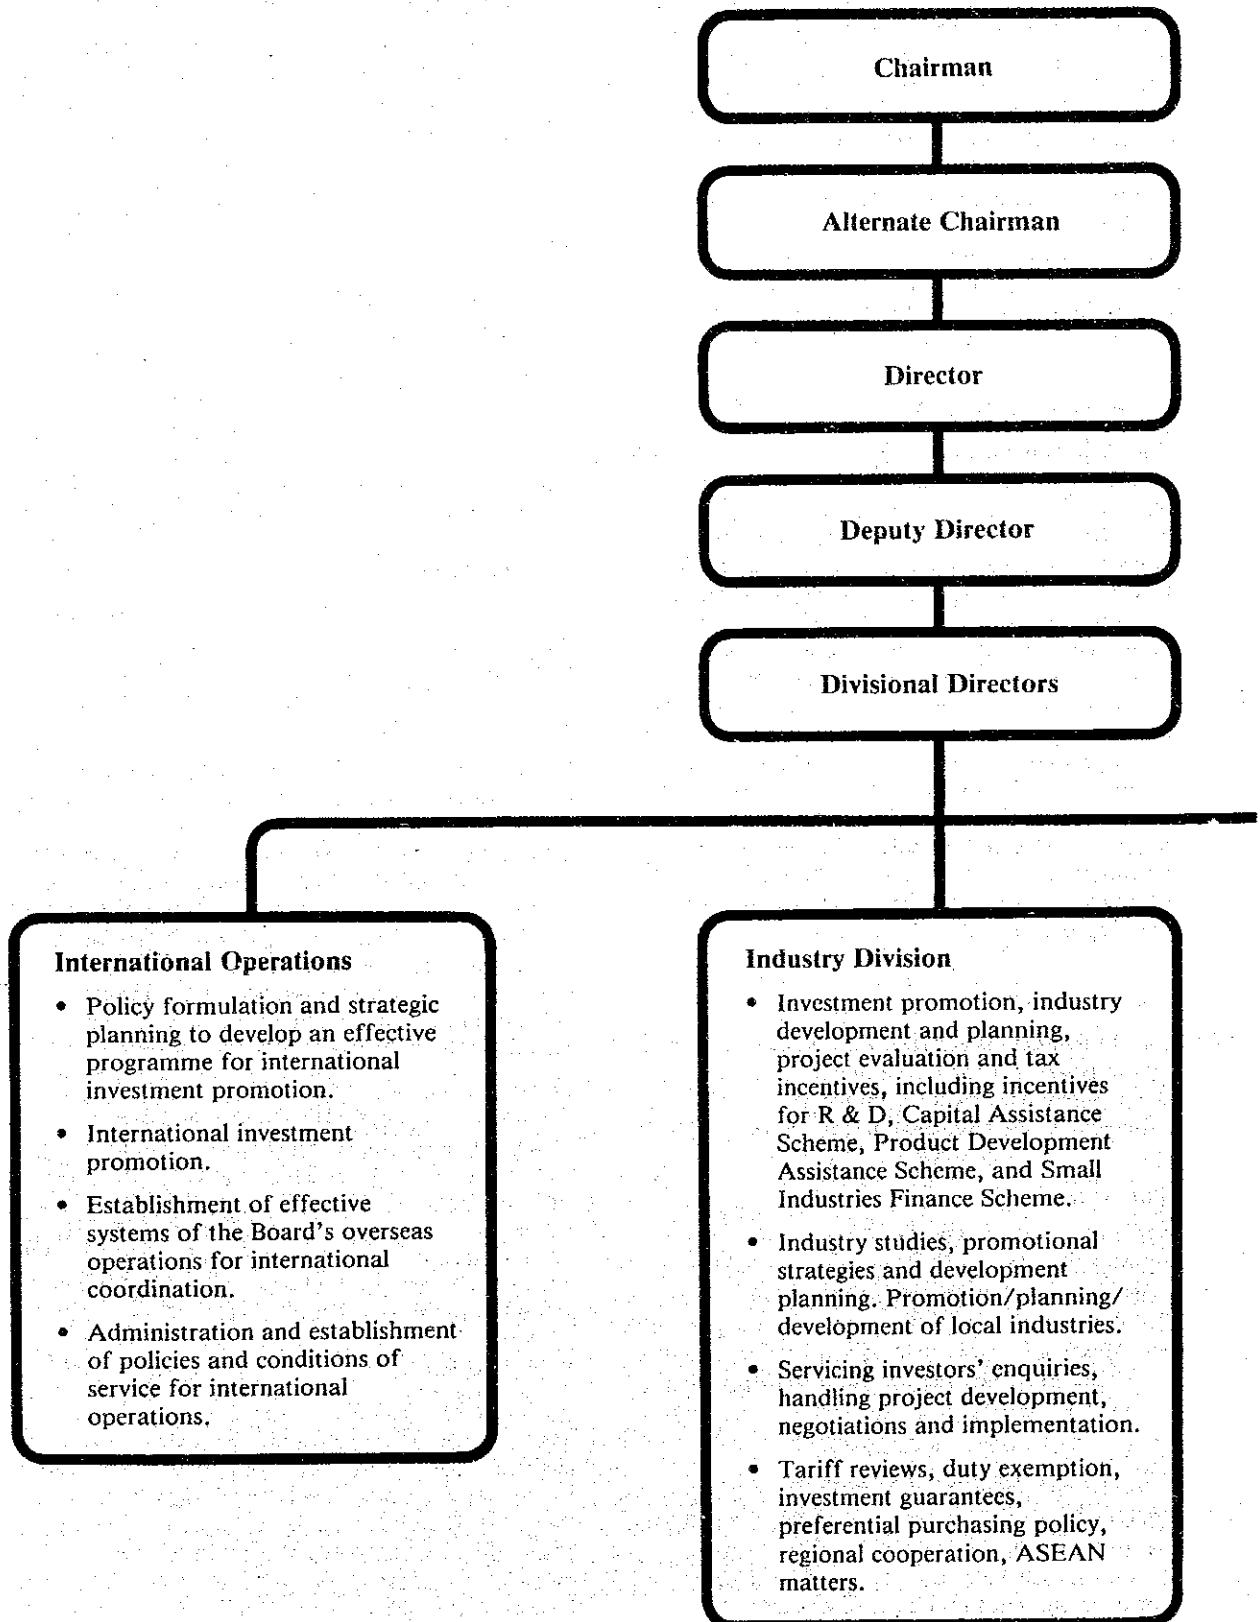 Chairman
Alternate Chairman
Director
Deputy Director
Divisional Directors
International Operations
• Policy formulation and strategic
planning to develop an effective
programme for international
investment promotion.
• International investment
promotion.
• Establishment of effective
systems of the Board's overseas
operations for international
coordination.
• Administration and establishment
of policies and conditions of
service for international
operations.
Industry Division
• Investment promotion, industry
development and planning,
project evaluation and tax
incentives, including incentives
for R & D, Capital Assistance
Scheme, Product Development
Assistance Scheme, and Small
Industries Finance Scheme.
• Industry studies, promotional
strategies and development
planning. Promotion/planning/
development of local industries.
• Servicing investors' enquiries,
handling project development,
negotiations and implementation.
• Tariff reviews, duty exemption,
investment guarantees,
preferential purchasing policy,
regional cooperation, ASEAN
matters.